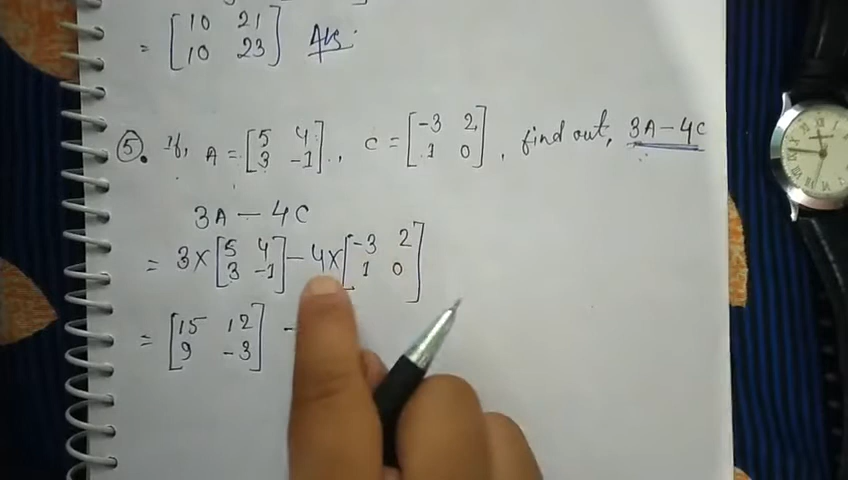 = [10 21
10 23] Ans.
5. If, A = [5 4
3 -1], C = [-3 2
1 0], find out, 3A - 4C
3A - 4C
= 3 × [5 4
3 -1] - 4 × [-3 2
1 0]
= [15 12
9 -3] -